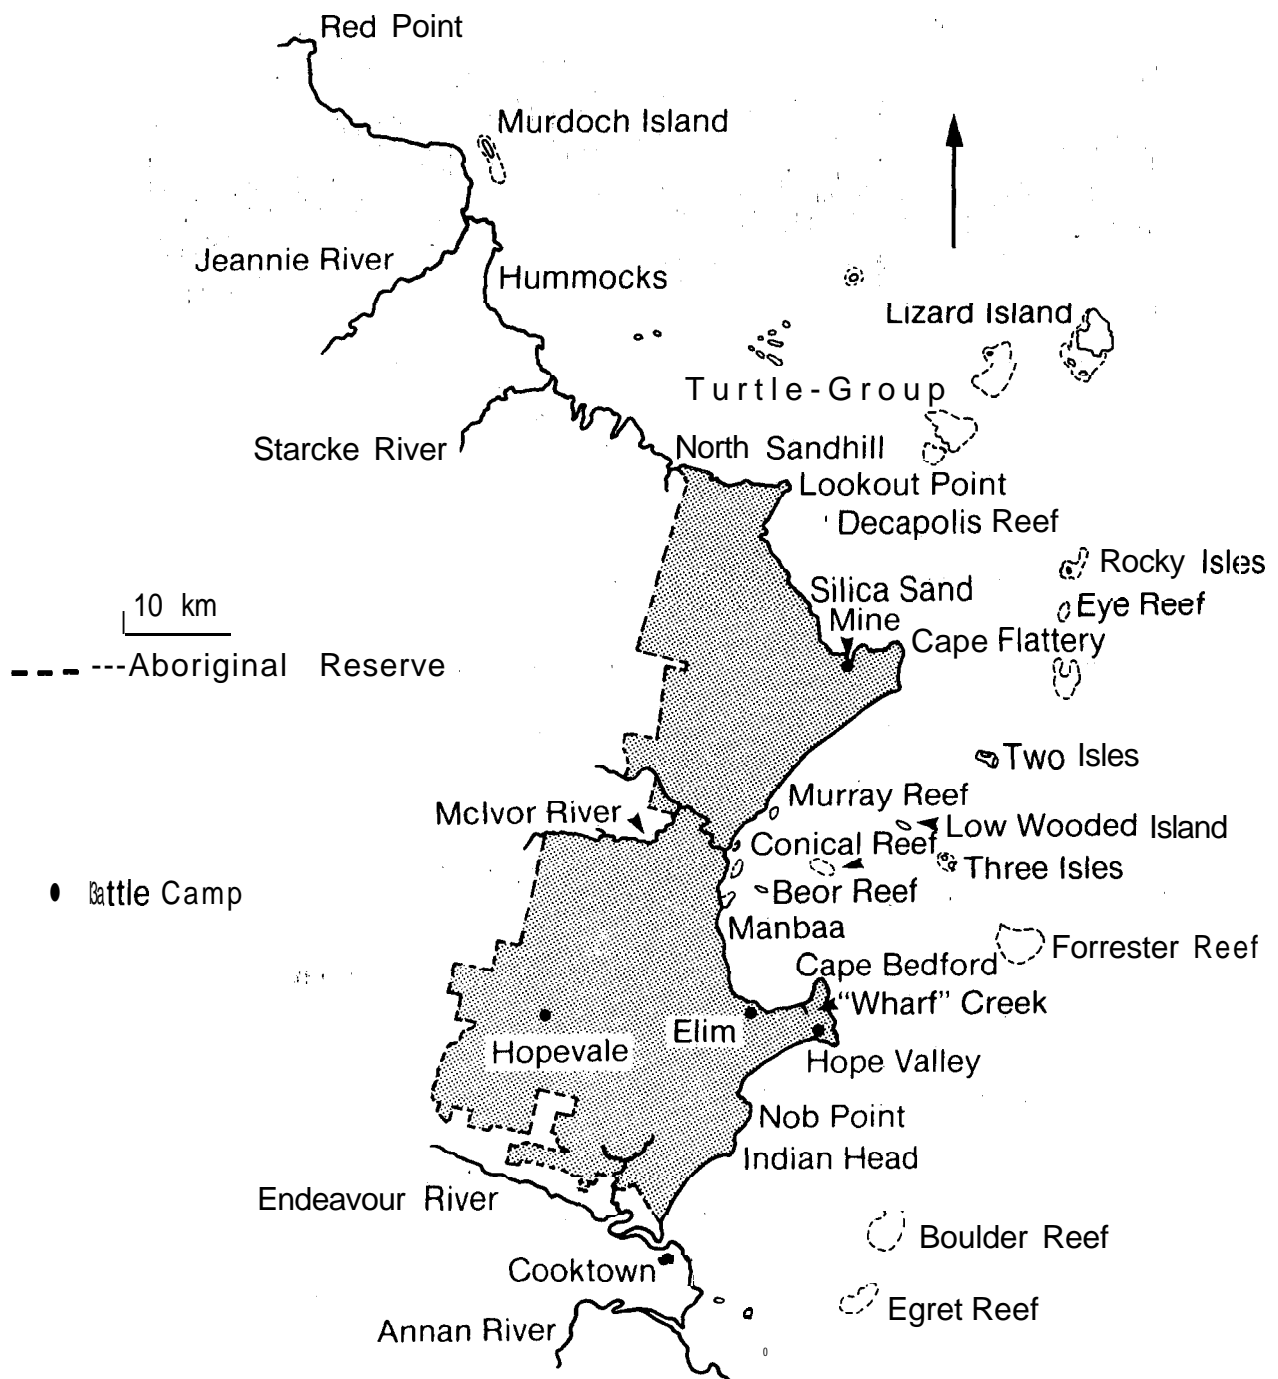 Red Point
Murdoch Island
Jeannie River
Hummocks
Lizard Island
Turtle-Group
Starcke River
North Sandhill
Lookout Point
Decapolis Reef
Rocky Isles
Silica Sand
Mine
10 km
Eye Reef
Cape Flattery
---Aboriginal Reserve
Two Isles
Murray Reef
McIvor River
Low Wooded Island
Conical Reef
Three Isles
Battle Camp
Beor Reef
Manbaa
Forrester Reef
Cape Bedford
"Wharf" Creek
Elim
Hopevale
Hope Valley
Nob Point
Indian Head
Endeavour River
Boulder Reef
Cooktown
Egret Reef
Annan River